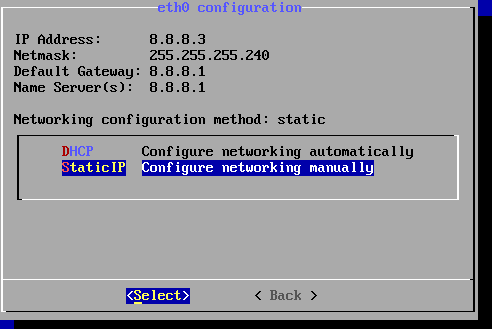 eth0 configuration
IP Address: 8.8.8.3
Netmask: 255.255.255.240
Default Gateway: 8.8.8.1
Name Server(s): 8.8.8.1
Networking configuration method: static
DHCP Configure networking automatically
StaticIP Configure networking manually
<Select> < Back >